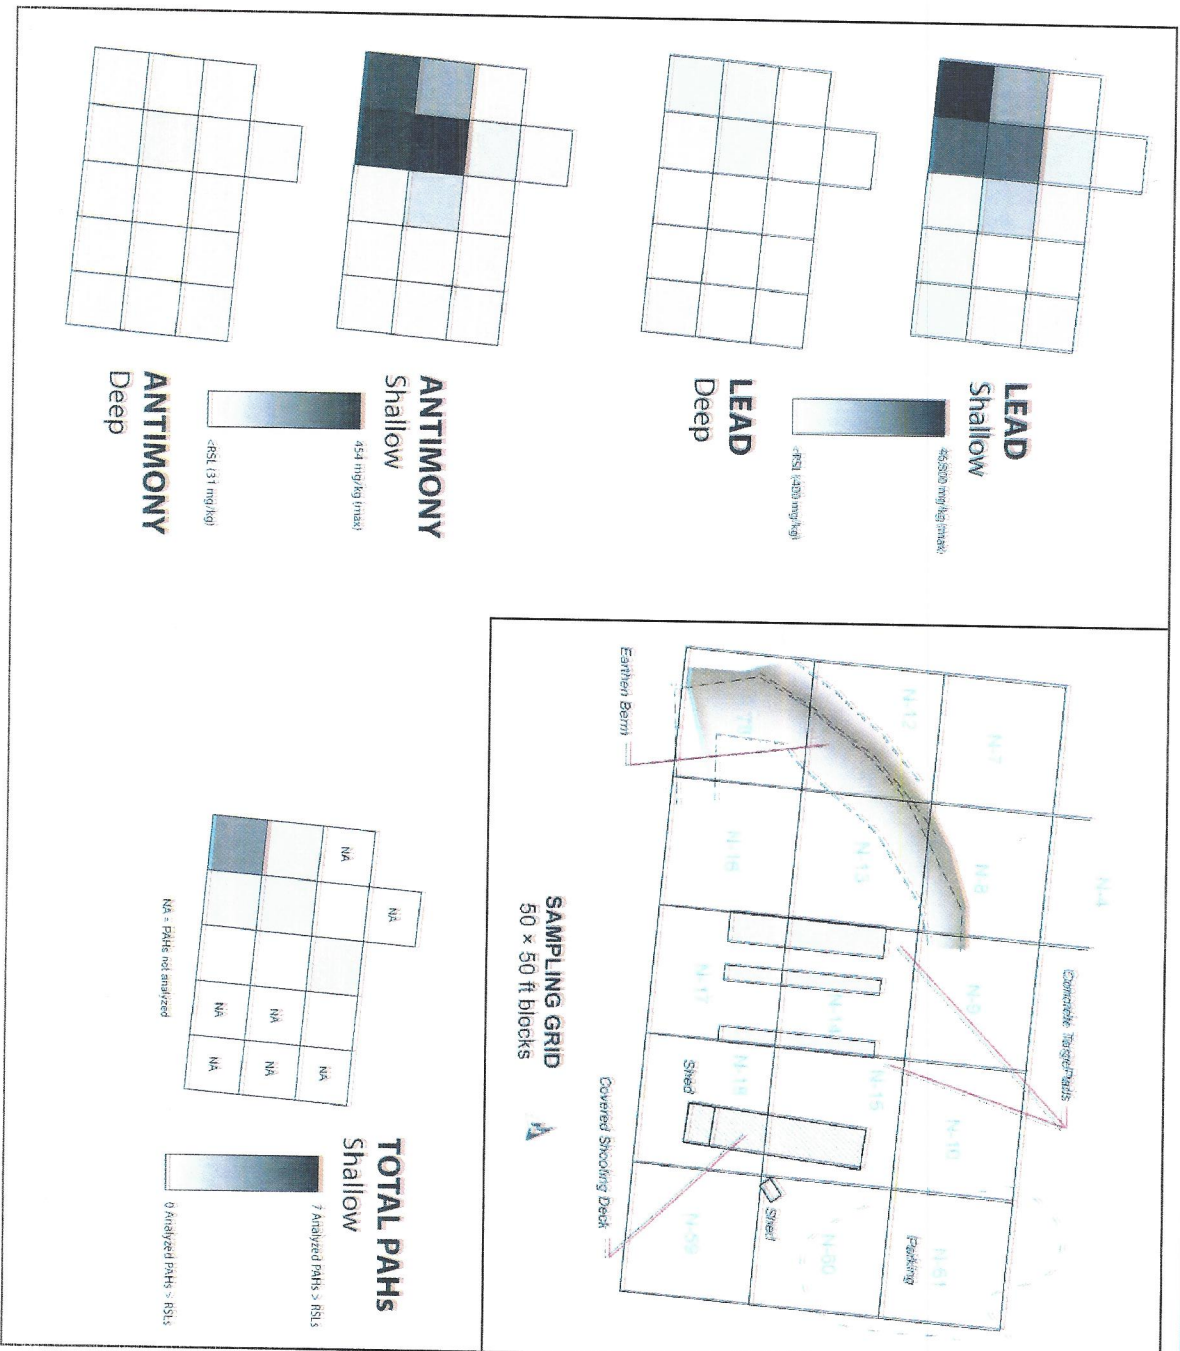 LEAD
Shallow
46,800 mg/kg (max)
<RSL (400 mg/kg)
LEAD
Deep
ANTIMONY
Shallow
454 mg/kg (max)
<RSL (31 mg/kg)
ANTIMONY
Deep
N-4
Concrete Target Pads
N-7
N-8
N-9
N-10
N-61
Parking
N-12
N-13
N-14
N-15
N-60
N-16
N-17
N-18
N-59
Shed
Shed
Earthen Berm
Covered Shooting Deck
SAMPLING GRID
50 × 50 ft blocks
NA
NA
NA
NA
NA
NA
TOTAL PAHs
Shallow
7 Analyzed PAHs > RSLs
0 Analyzed PAHs > RSLs
NA = PAHs not analyzed